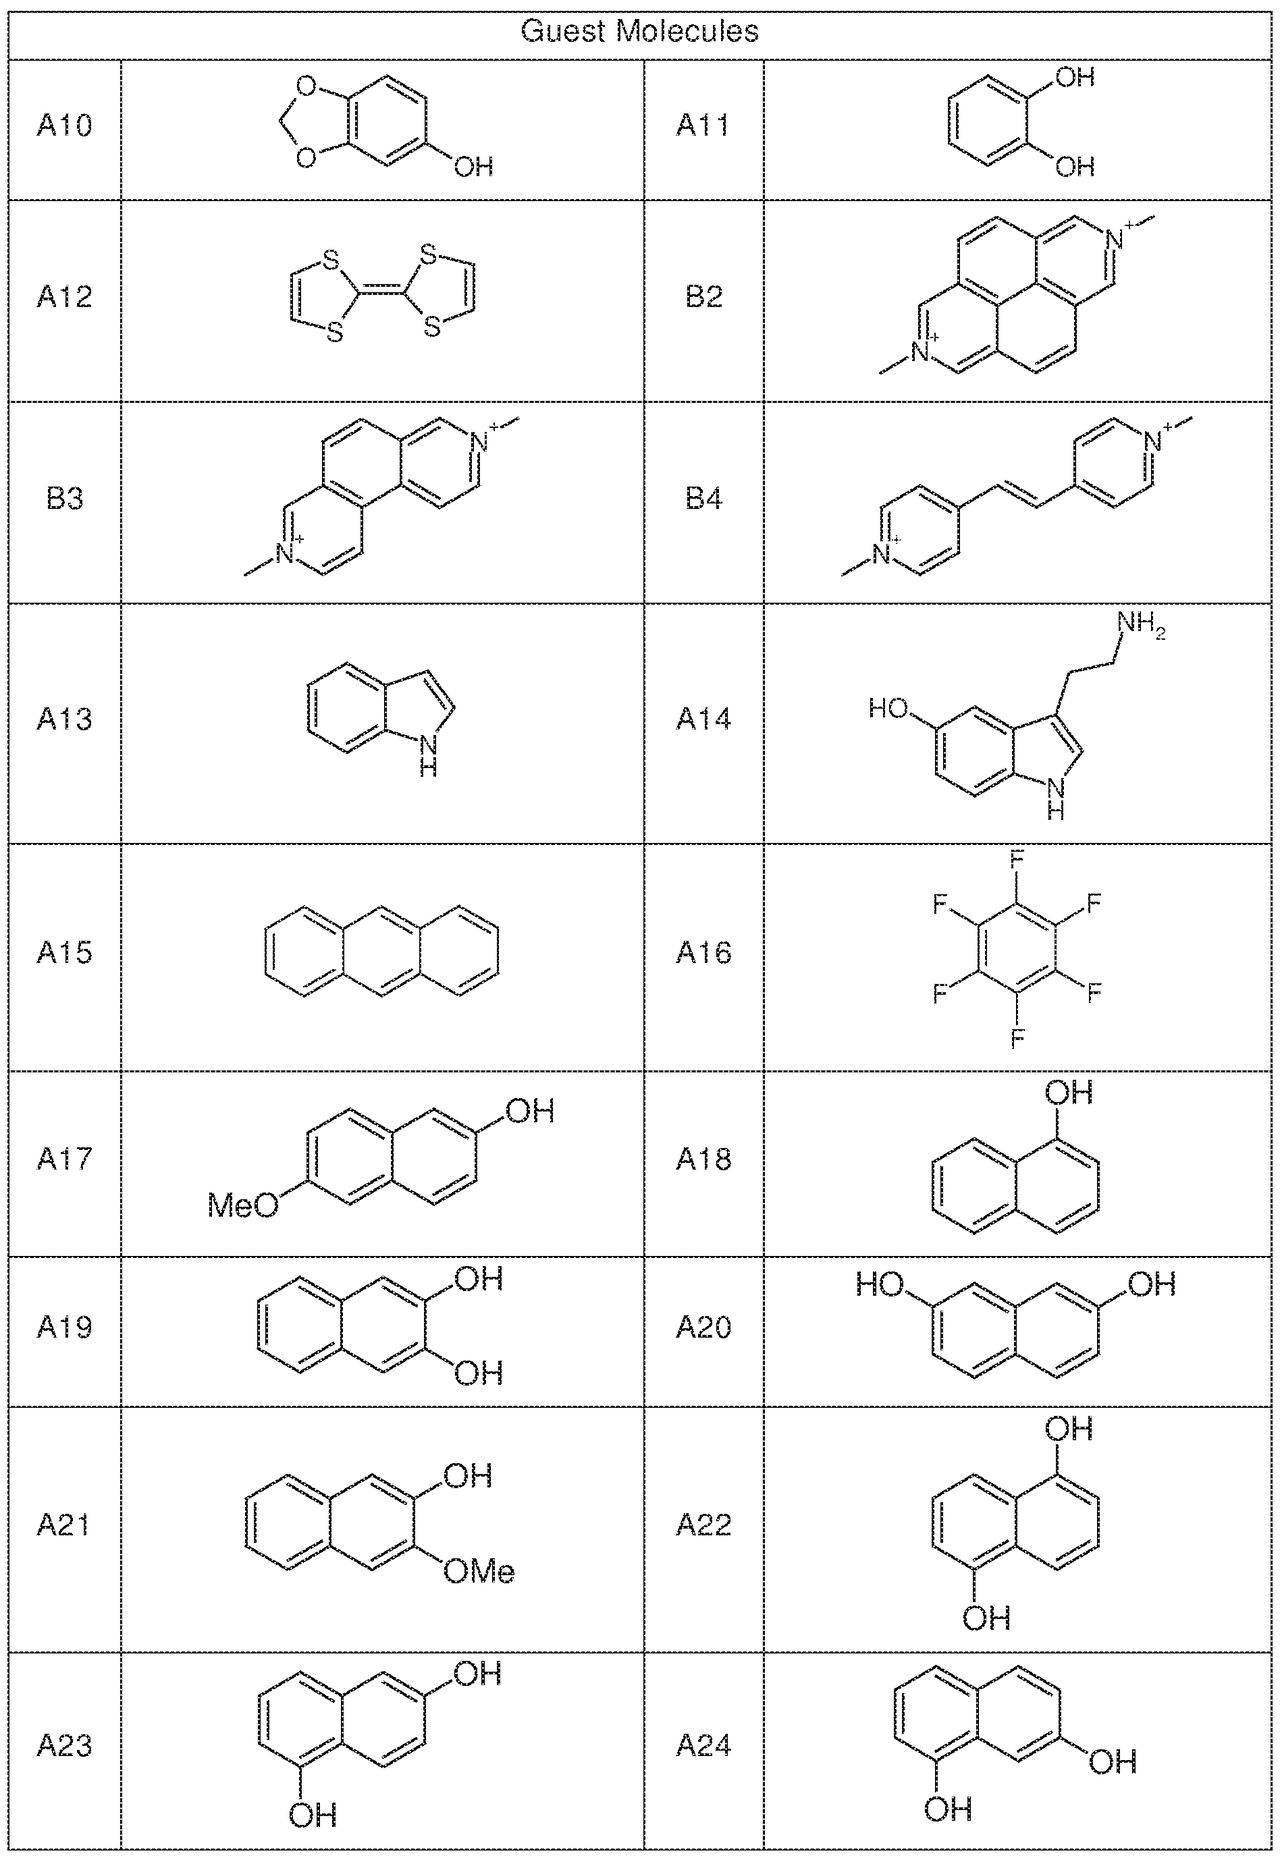 Guest Molecules
A10
O
O
OH
A11
OH
OH
A12
S
S
S
S
B2
N+
N+
B3
N+
N+
B4
N+
N+
A13
N
H
A14
NH2
HO
N
H
A15
A16
F
F
F
F
F
F
A17
OH
MeO
A18
OH
A19
OH
OH
A20
HO
OH
A21
OH
OMe
A22
OH
OH
A23
OH
OH
A24
OH
OH